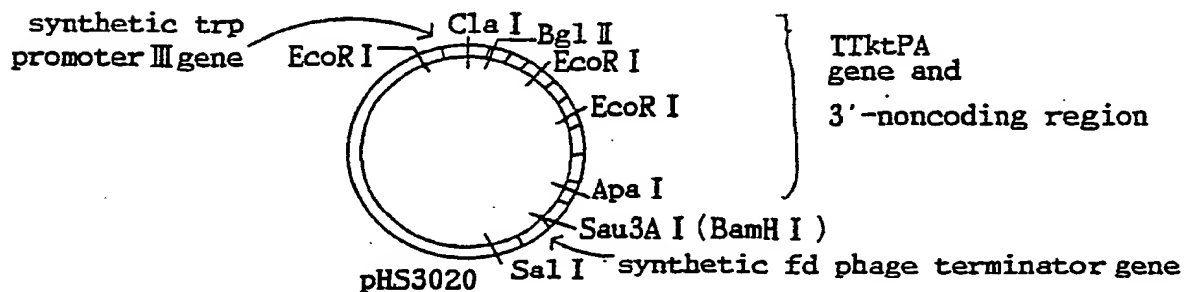 synthetic trp
promoter Ⅲ gene
EcoR I
Cla I
Bgl Ⅱ
EcoR I
EcoR I
Apa I
Sau3A I (BamH I)
Sal I
synthetic fd phage terminator gene
pHS3020
TTktPA
gene and
3'-noncoding region